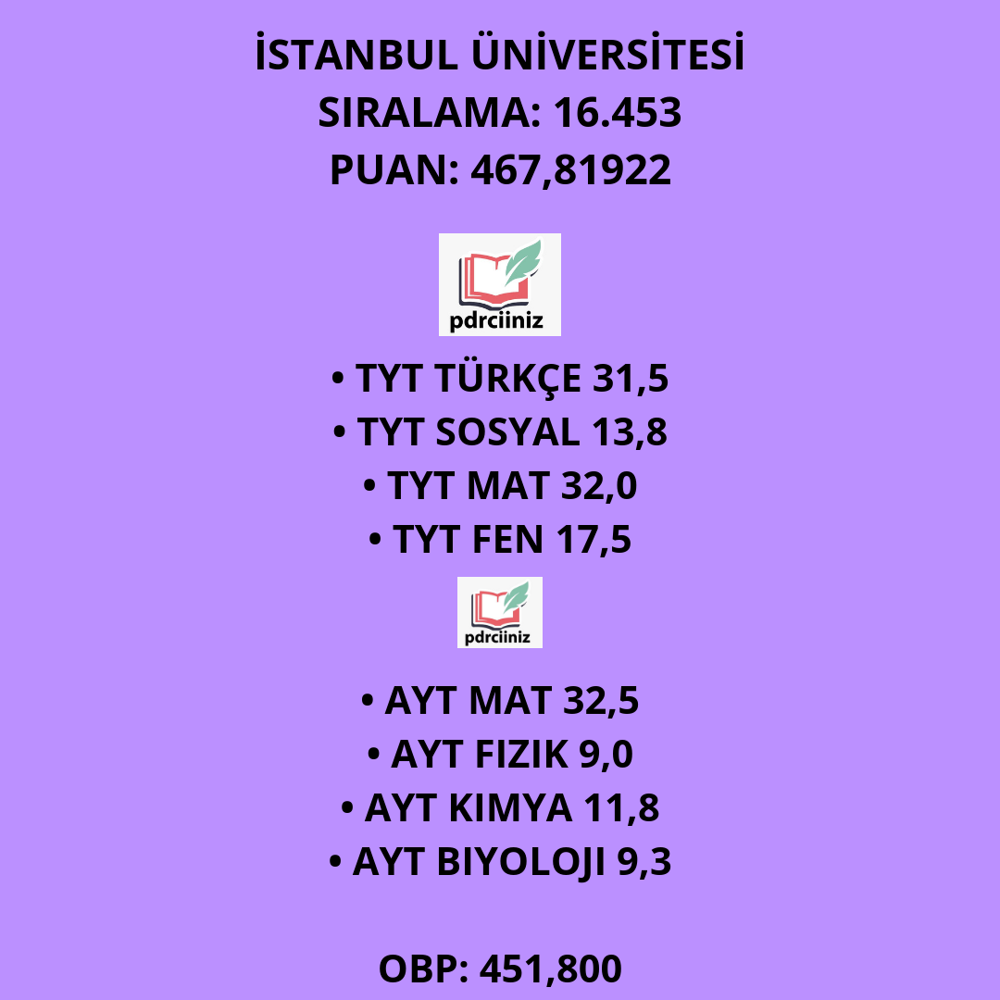 İSTANBUL ÜNİVERSİTESİ
SIRALAMA: 16.453
PUAN: 467,81922
pdrciiniz
• TYT TÜRKÇE 31,5
• TYT SOSYAL 13,8
• TYT MAT 32,0
• TYT FEN 17,5
pdrciiniz
• AYT MAT 32,5
• AYT FIZIK 9,0
• AYT KIMYA 11,8
• AYT BIYOLOJI 9,3
OBP: 451,800